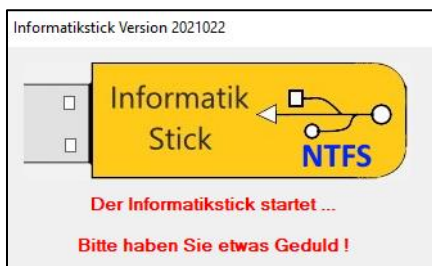 Informatikstick Version 2021022
Informatik
Stick
NTFS
Der Informatikstick startet ...
Bitte haben Sie etwas Geduld !